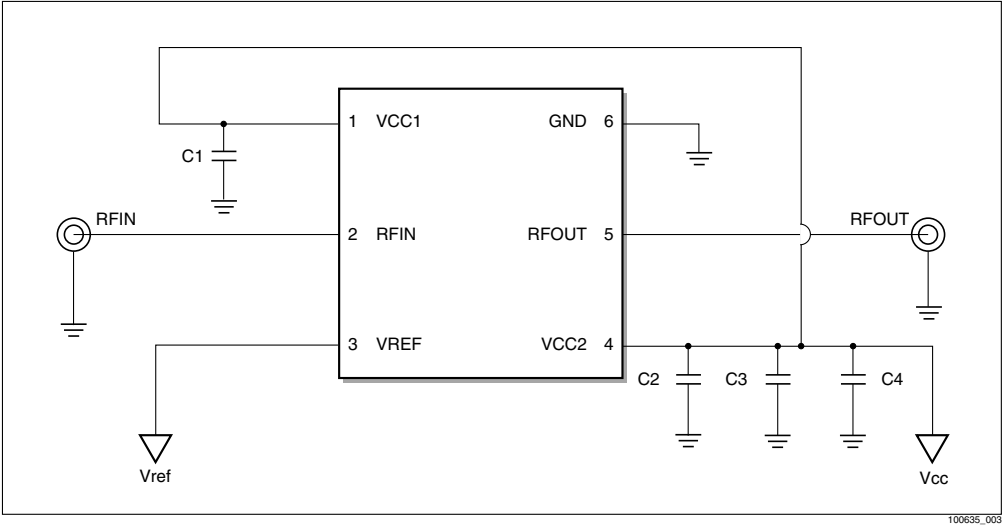 1 VCC1 GND 6
C1
RFIN 2 RFIN RFOUT 5 RFOUT
3 VREF VCC2 4
C2 C3 C4
Vref Vcc
100635_003